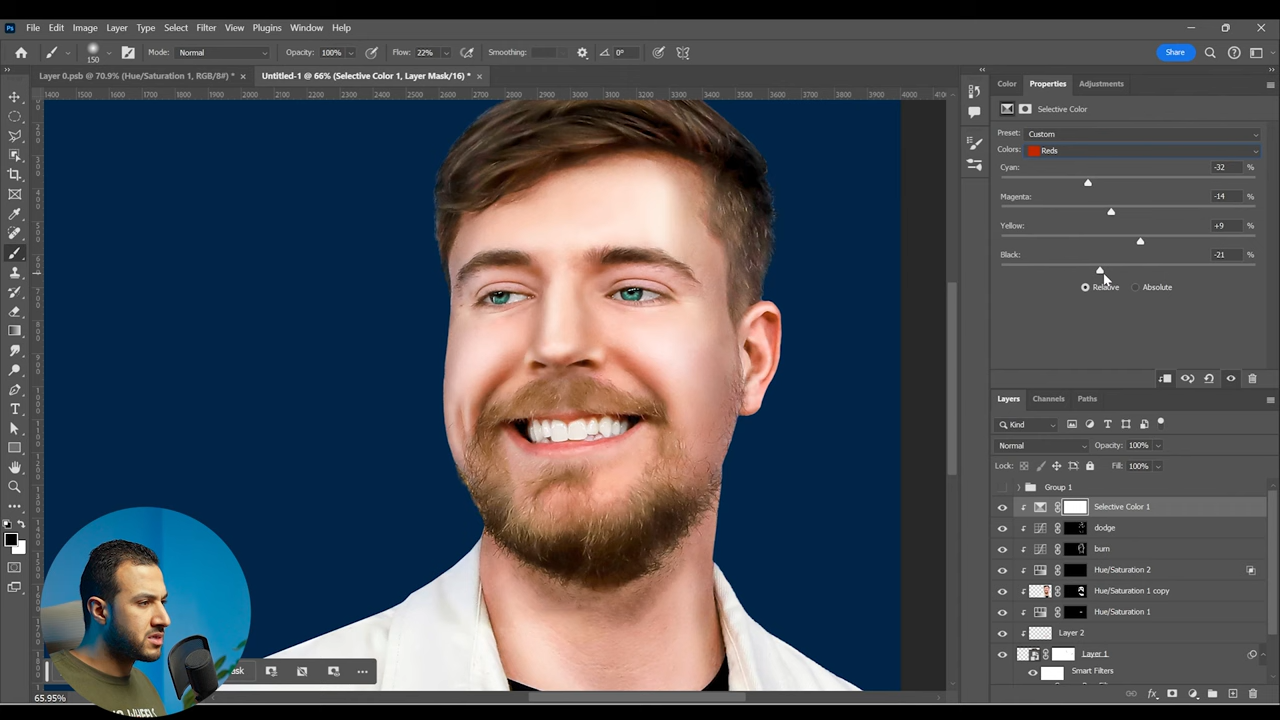 Ps File Edit Image Layer Type Select Filter View Plugins Window Help
150 Mode: Normal Opacity: 100% Flow: 22% Smoothing: 0° Share
Layer 0.psb @ 70.9% (Hue/Saturation 1, RGB/8#) * × Untitled-1 @ 66% (Selective Color 1, Layer Mask/16) * ×
1400 1500 1600 1700 1800 1900 2000 2100 2200 2300 2400 2500 2600 2700 2800 2900 3000 3100 3200 3300 3400 3500 3600 3700 3800 3900
Color Properties Adjustments
Selective Color
Preset: Custom
Colors: Reds
Cyan: -32 %
Magenta: -14 %
Yellow: +9 %
Black: -21 %
Relative Absolute
Layers Channels Paths
Kind
Normal Opacity: 100%
Lock: Fill: 100%
Group 1
Selective Color 1
dodge
burn
Hue/Saturation 2
Hue/Saturation 1 copy
Hue/Saturation 1
Layer 2
Layer 1
Smart Filters
ask
65.95%